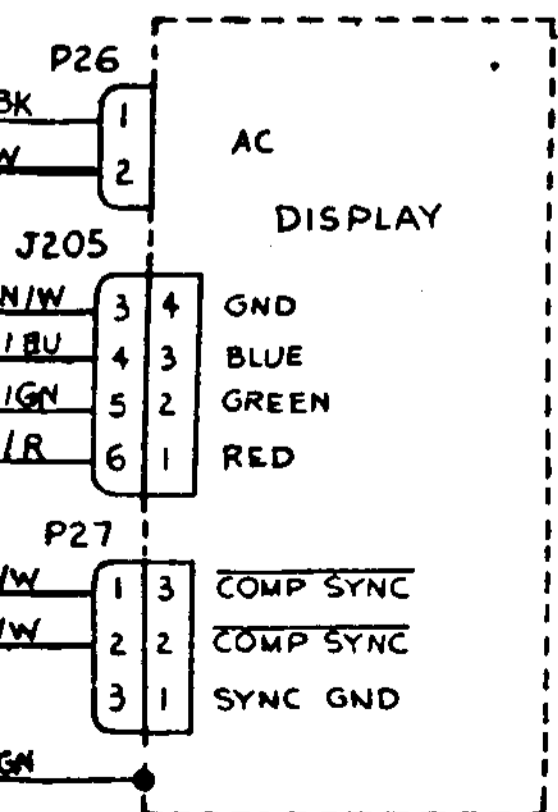 P26
BK 1
W 2
AC
DISPLAY
J205
N/W 3 4 GND
/BU 4 3 BLUE
/GN 5 2 GREEN
/R 6 1 RED
P27
/W 1 3 COMP SYNC
/W 2 2 COMP SYNC
3 1 SYNC GND
GN